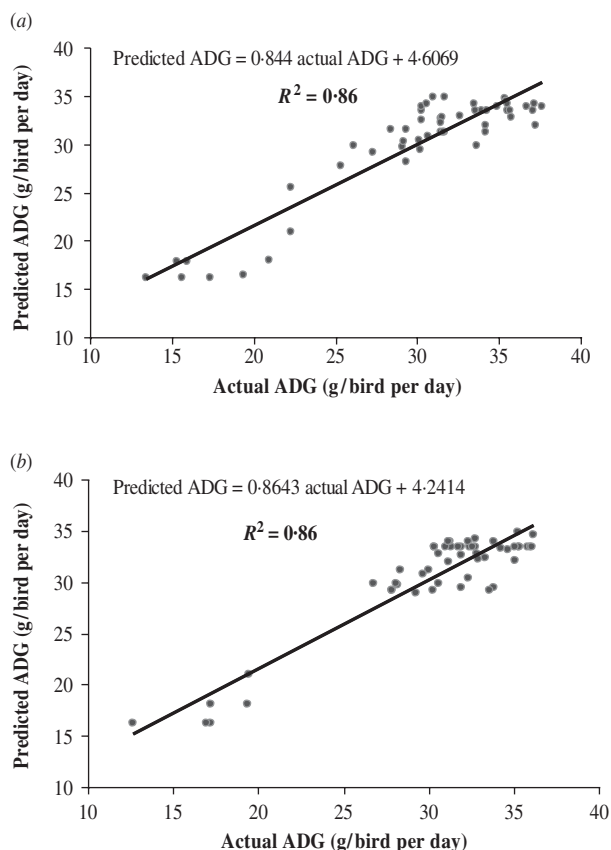 (a)
40
Predicted ADG = 0·844 actual ADG + 4·6069
35
R² = 0·86
30
25
20
15
10
Predicted ADG (g/bird per day)
10 15 20 25 30 35 40
Actual ADG (g/bird per day)
(b)
40
Predicted ADG = 0·8643 actual ADG + 4·2414
35
R² = 0·86
30
25
20
15
10
Predicted ADG (g/bird per day)
10 15 20 25 30 35 40
Actual ADG (g/bird per day)